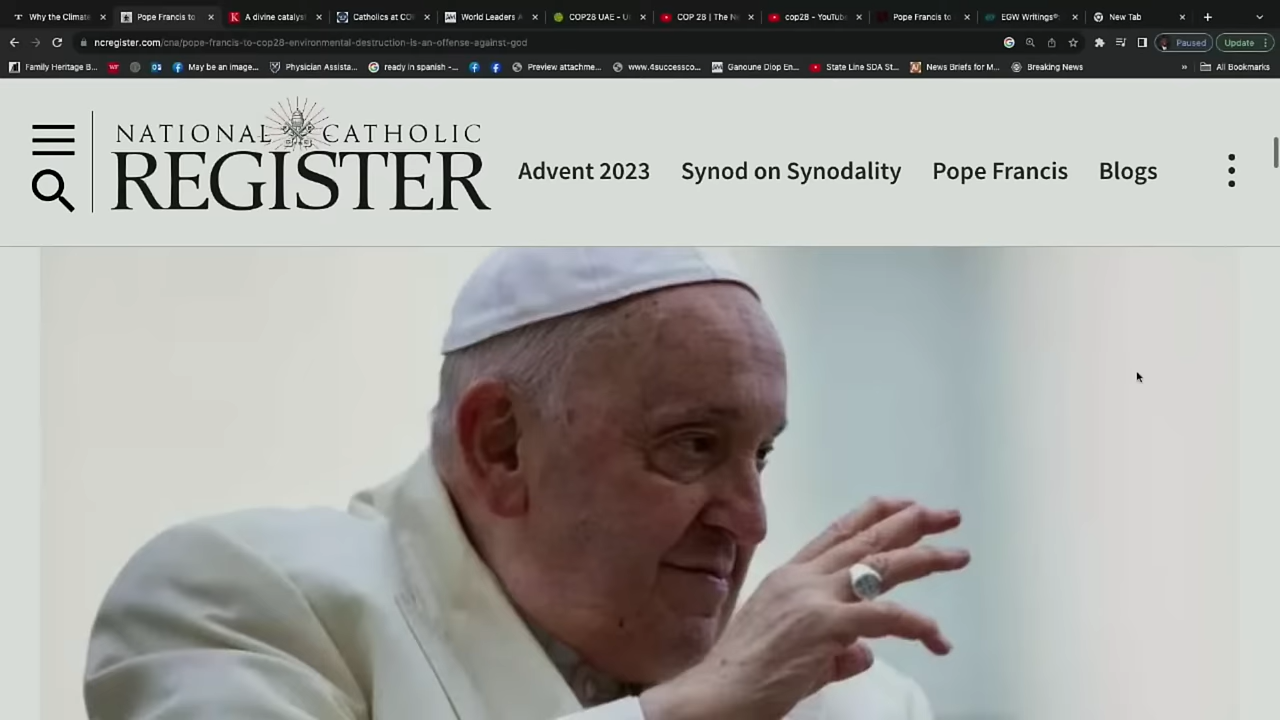 Why the Climate
Pope Francis to
A divine catalys
Catholics at CO
World Leaders A
COP28 UAE - U
COP 28 | The N
cop28 - YouTube
Pope Francis to
EGW Writings
New Tab
ncregister.com/cna/pope-francis-to-cop28-environmental-destruction-is-an-offense-against-god
Paused
Update
Family Heritage B...
May be an image...
Physician Assista...
ready in spanish -...
Preview attachme...
www.4successco...
Ganoune Diop En...
State Line SDA St...
News Briefs for M...
Breaking News
»
All Bookmarks
NATIONAL CATHOLIC
REGISTER
Advent 2023
Synod on Synodality
Pope Francis
Blogs